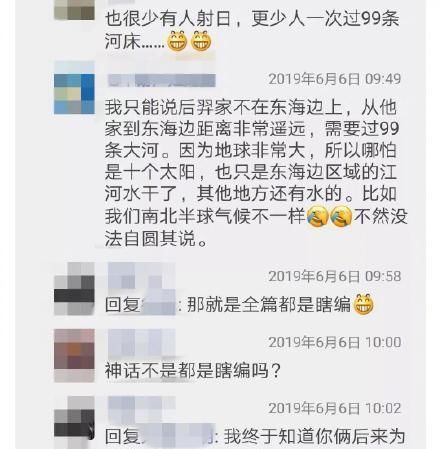 也很少有人射日，更少人一次过99条
河床……😁😁
2019年6月6日 09:49
我只能说后羿家不在东海边上，从他
家到东海边距离非常遥远，需要过99
条大河。因为地球非常大，所以哪怕
是十个太阳，也只是东海边区域的江
河水干了，其他地方还有水的。比如
我们南北半球气候不一样😂😂不然没
法自圆其说。
2019年6月6日 09:58
回复 : 那就是全篇都是瞎编😁
2019年6月6日 10:00
神话不是都是瞎编吗？
2019年6月6日 10:02
回复 : 我终于知道你俩后来为